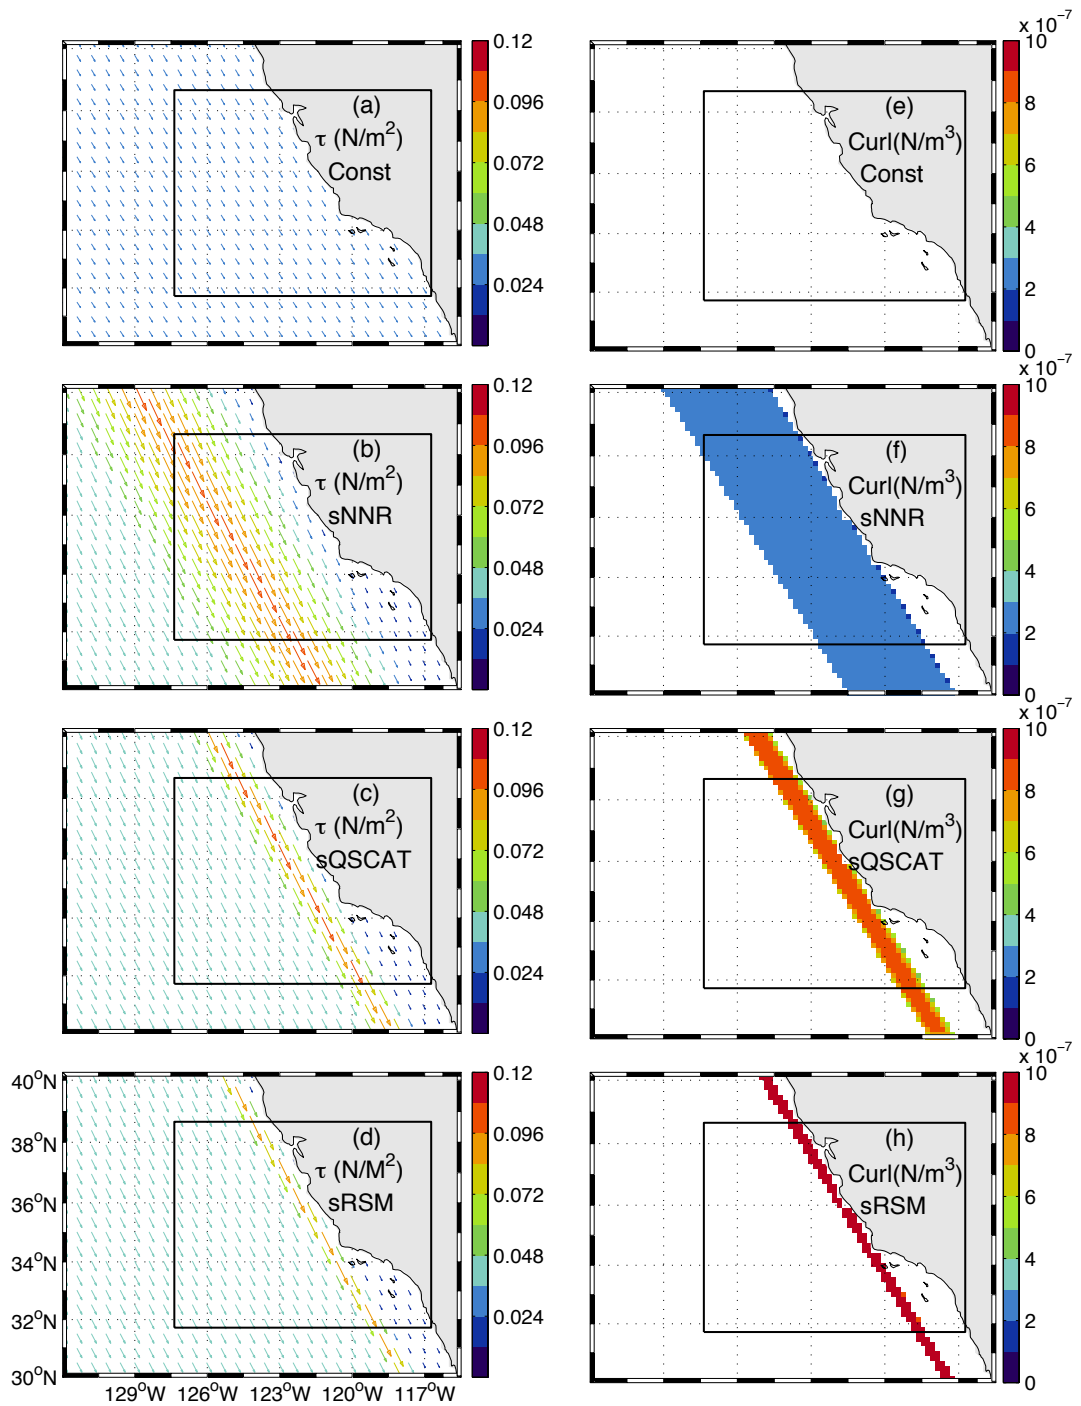 0.12
0.096
0.072
0.048
0.024
(a)
τ (N/m²)
Const
x 10⁻⁷
10
8
6
4
2
0
(e)
Curl(N/m³)
Const
0.12
0.096
0.072
0.048
0.024
(b)
τ (N/m²)
sNNR
x 10⁻⁷
10
8
6
4
2
0
(f)
Curl(N/m³)
sNNR
0.12
0.096
0.072
0.048
0.024
(c)
τ (N/m²)
sQSCAT
x 10⁻⁷
10
8
6
4
2
0
(g)
Curl(N/m³)
sQSCAT
40°N
38°N
36°N
34°N
32°N
30°N
129°W 126°W 123°W 120°W 117°W
0.12
0.096
0.072
0.048
0.024
(d)
τ (N/M²)
sRSM
x 10⁻⁷
10
8
6
4
2
0
(h)
Curl(N/m³)
sRSM